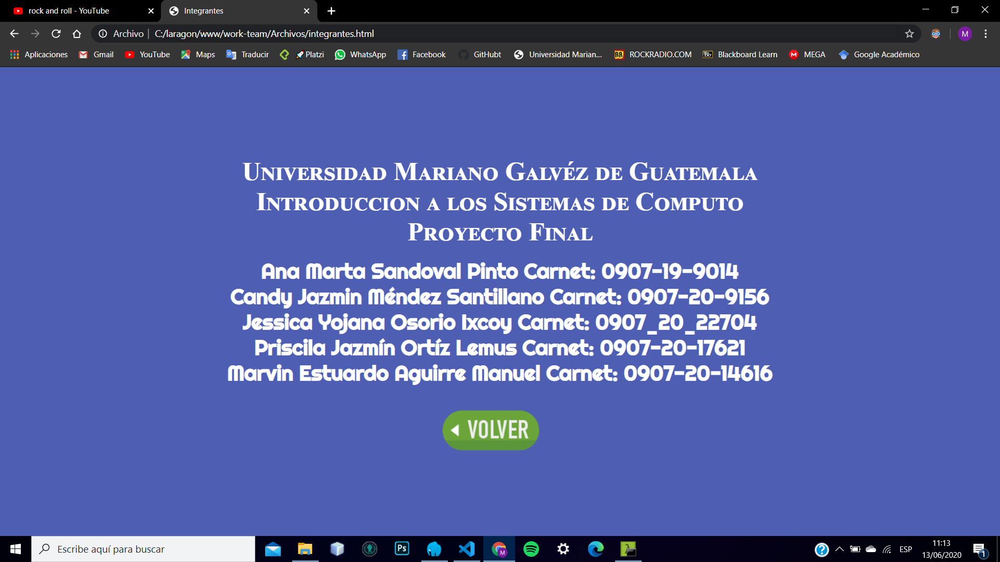 rock and roll - YouTube
Integrantes
Archivo
C:/laragon/www/work-team/Archivos/integrantes.html
M
Aplicaciones
Gmail
YouTube
Maps
Traducir
Platzi
WhatsApp
Facebook
GitHubt
Universidad Marian...
RR ROCKRADIO.COM
Bb Blackboard Learn
M MEGA
Google Académico
Universidad Mariano Galvéz de Guatemala
Introduccion a los Sistemas de Computo
Proyecto Final
Ana Marta Sandoval Pinto Carnet: 0907-19-9014
Candy Jazmin Méndez Santillano Carnet: 0907-20-9156
Jessica Yojana Osorio Ixcoy Carnet: 0907_20_22704
Priscila Jazmín Ortíz Lemus Carnet: 0907-20-17621
Marvin Estuardo Aguirre Manuel Carnet: 0907-20-14616
VOLVER
Escribe aquí para buscar
Ps
M
?
ESP
11:13
13/06/2020
1